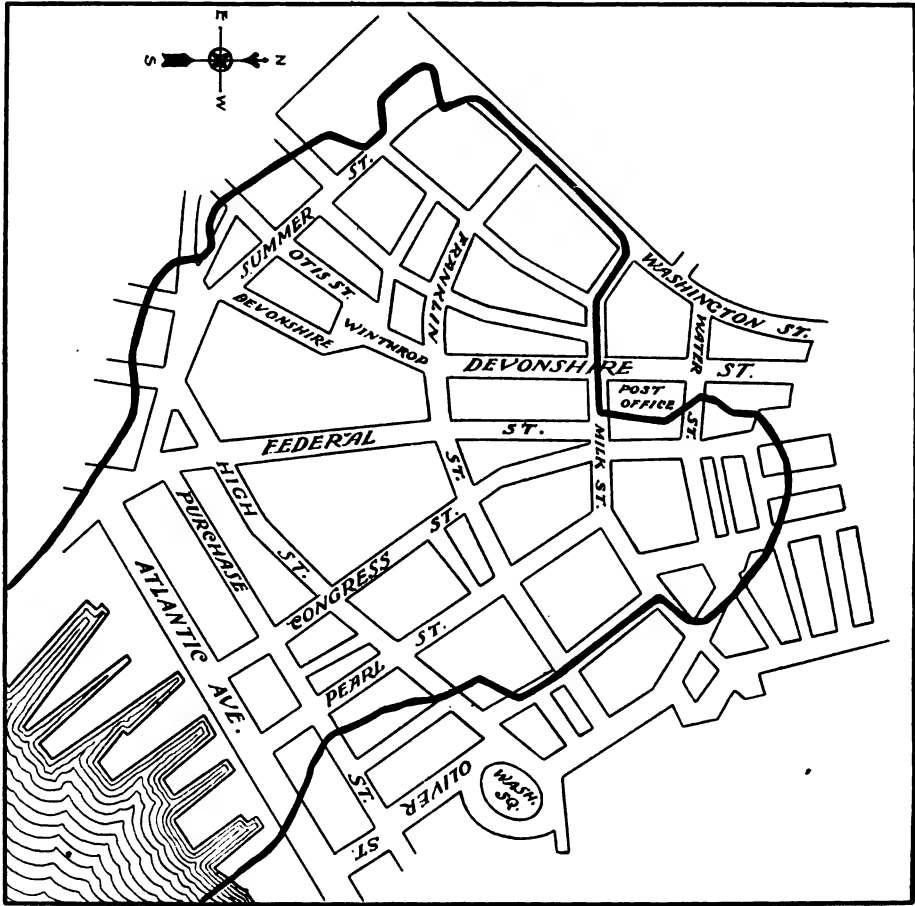 E
S N
W
ST.
SUMMER
FRANKLIN
OTIS ST.
WASHINGTON ST.
DEVONSHIRE
WINTHROP
WATER
DEVONSHIRE ST.
POST
OFFICE
FEDERAL ST.
ST.
MILK ST.
HIGH
ST.
PURCHASE
ST.
CONGRESS
ST.
ATLANTIC
AVE.
ST.
PEARL
OLIVER
WASH.
SQ.
ST.
ST.